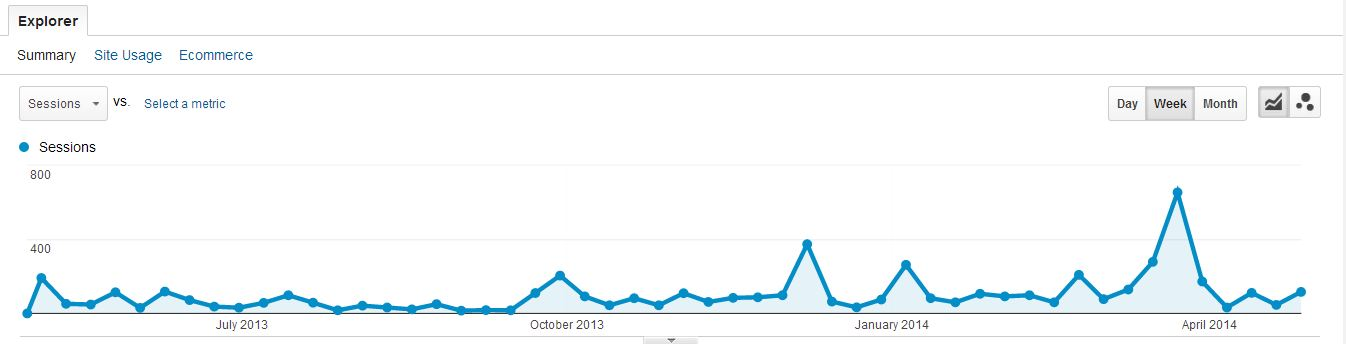 Explorer
Summary Site Usage Ecommerce
Sessions vs. Select a metric Day Week Month
Sessions
800
400
July 2013 October 2013 January 2014 April 2014